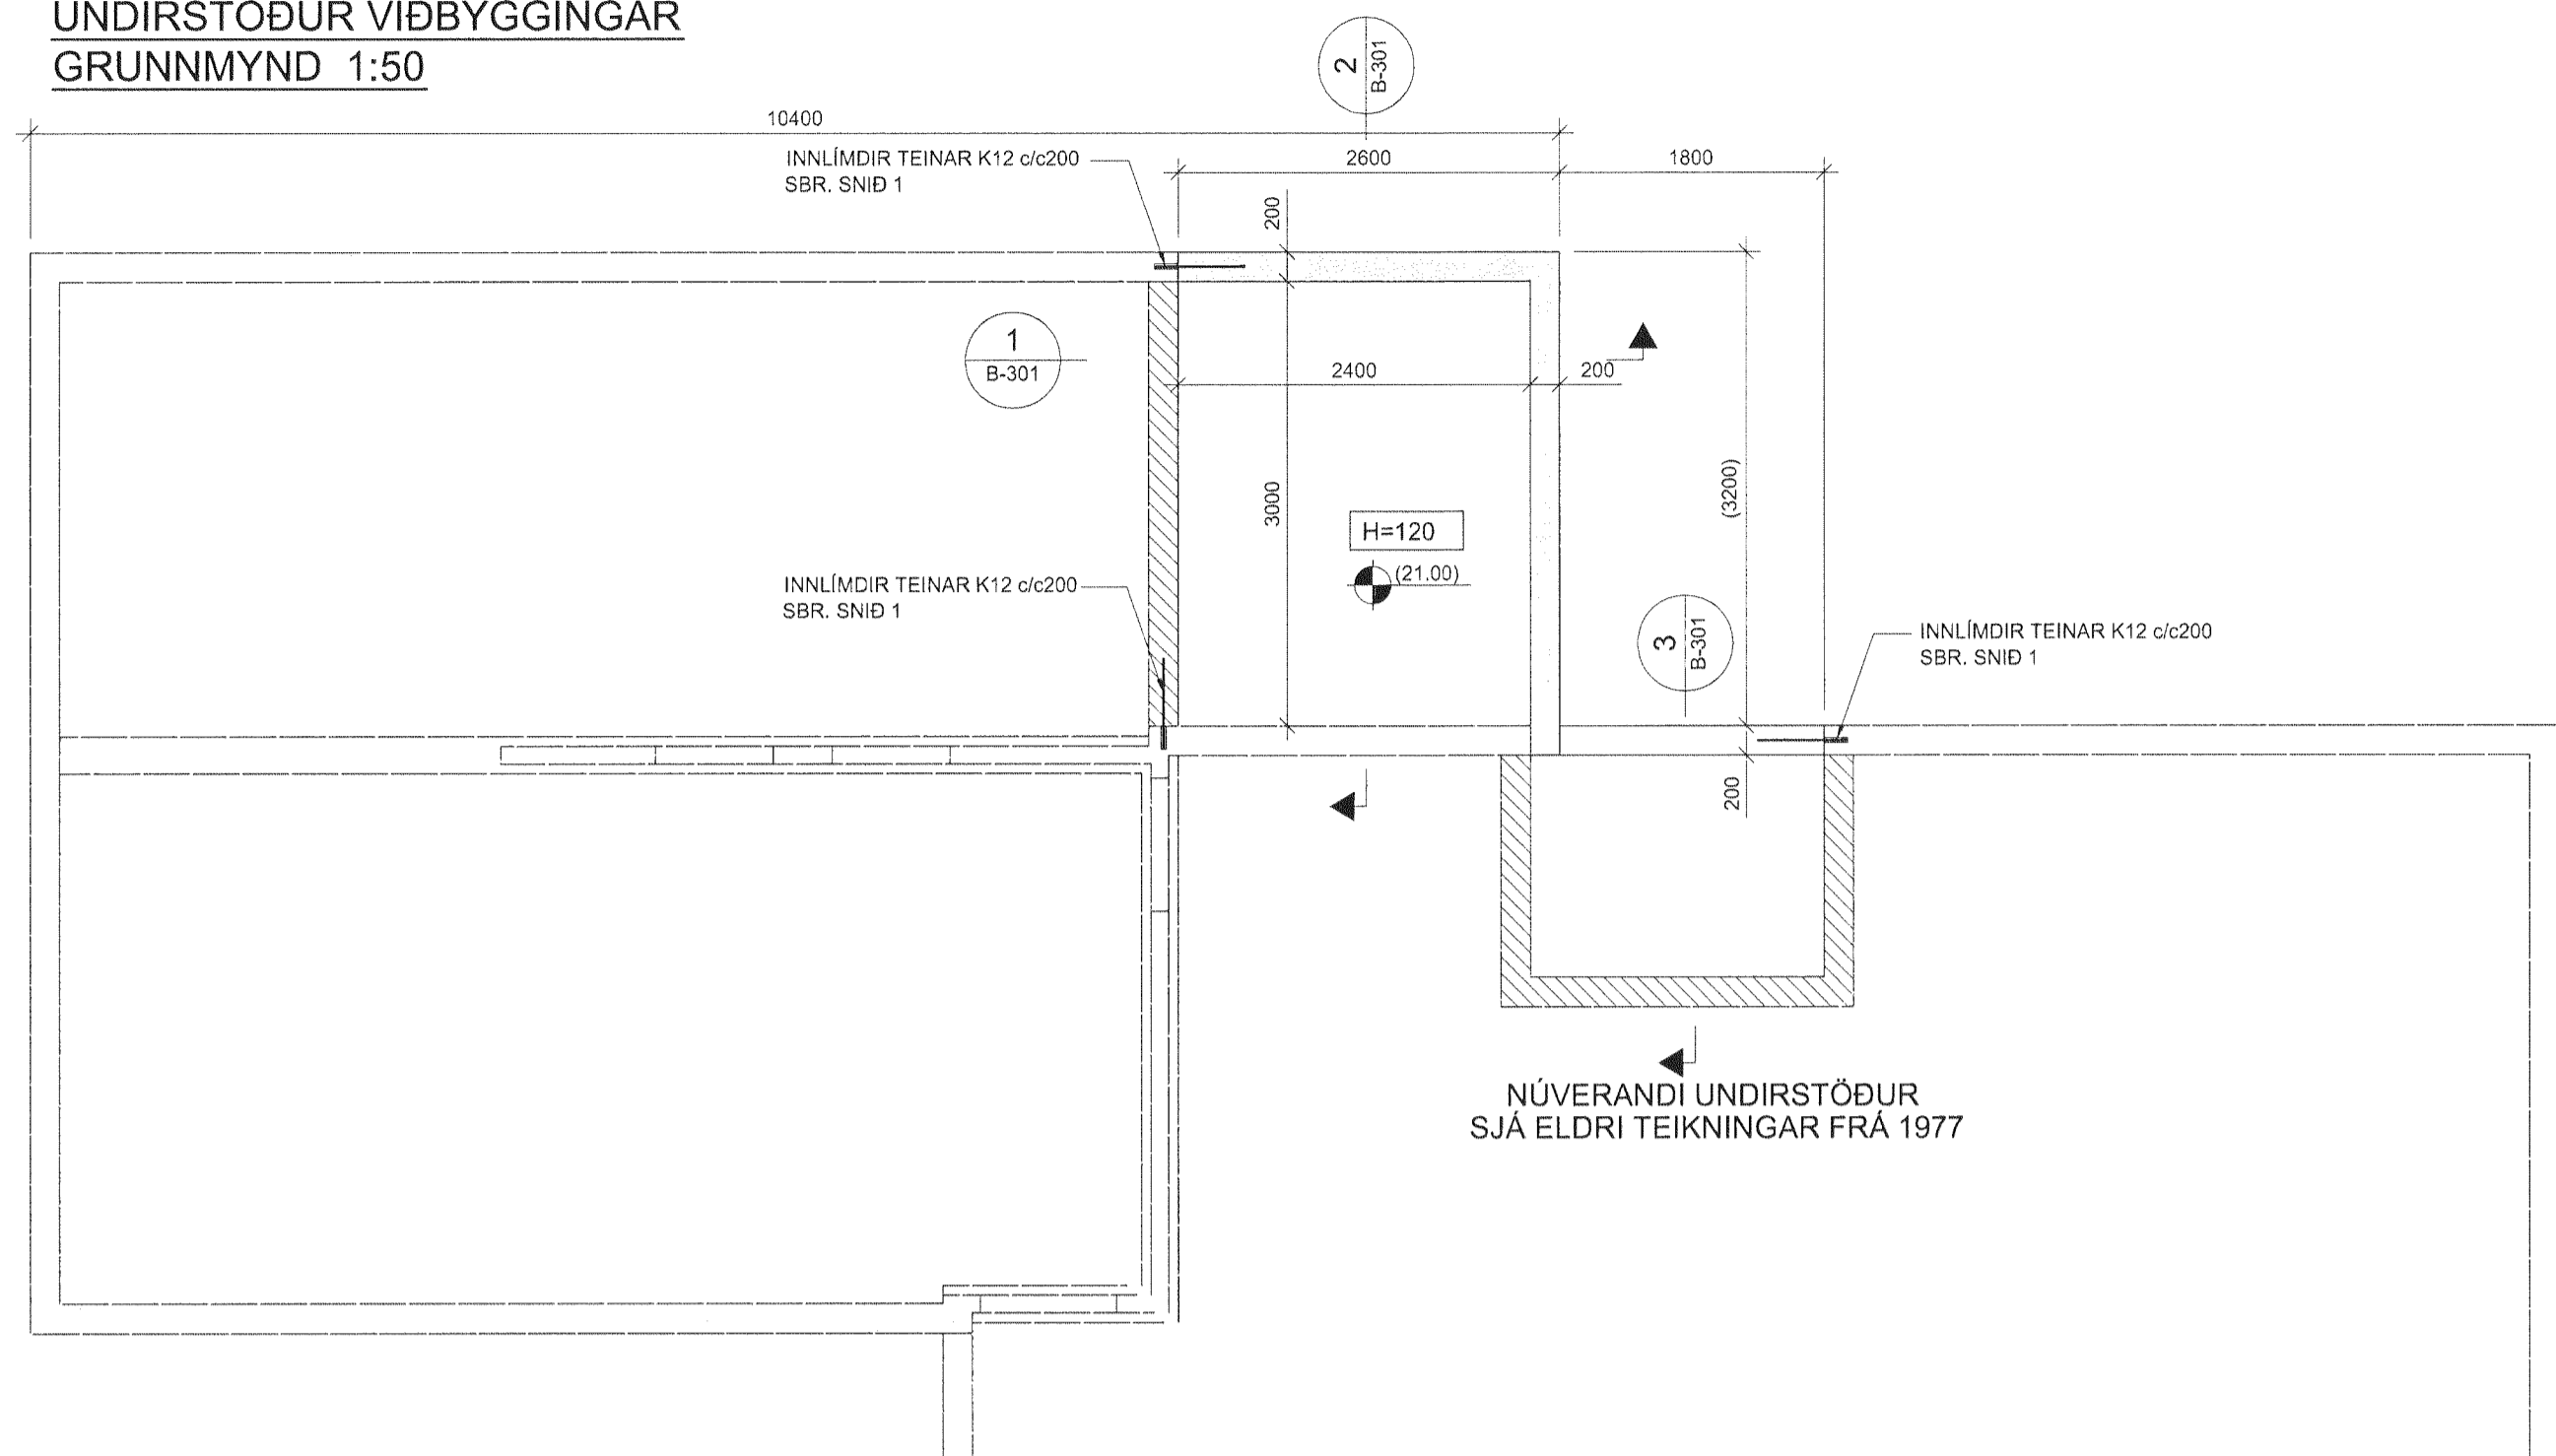 UNDIRSTÖÐUR VIÐBYGGINGAR
GRUNNMYND 1:50
2
B-301
10400
INNLÍMDIR TEINAR K12 c/c200
SBR. SNIÐ 1
2600
1800
200
1
B-301
2400
200
3000
(3200)
H=120
(21.00)
INNLÍMDIR TEINAR K12 c/c200
SBR. SNIÐ 1
3
B-301
INNLÍMDIR TEINAR K12 c/c200
SBR. SNIÐ 1
200
NÚVERANDI UNDIRSTÖÐUR
SJÁ ELDRI TEIKNINGAR FRÁ 1977